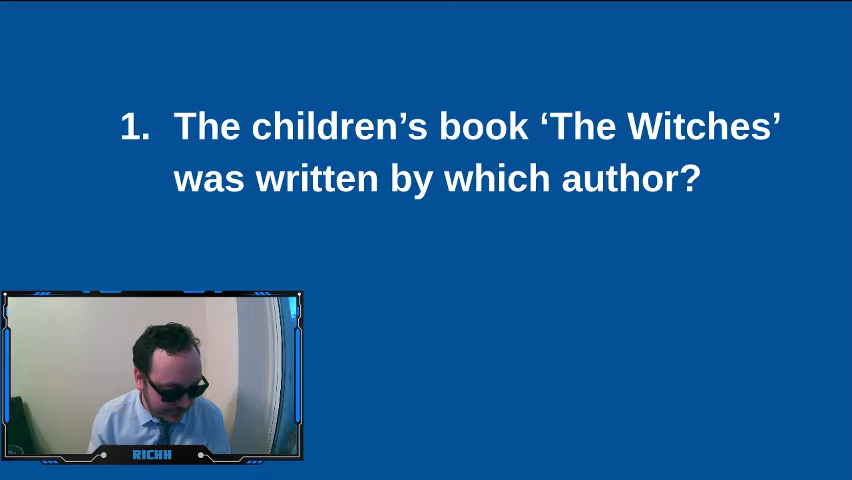 1. The children’s book ‘The Witches’
was written by which author?
RICHH